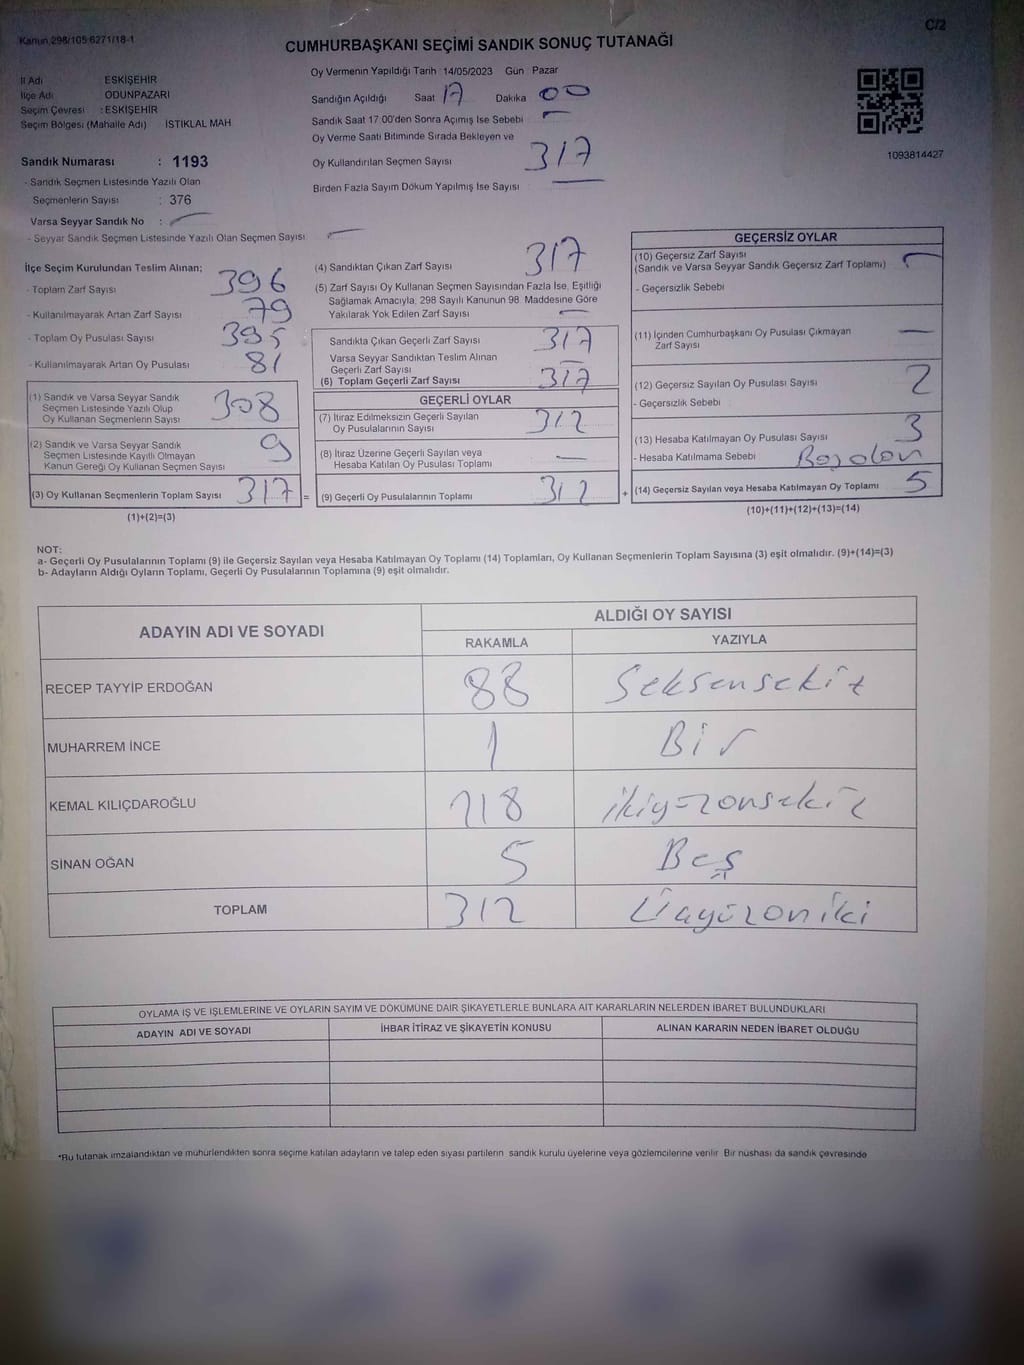 Kanun 298/105 6271/18-1
C/2
CUMHURBAŞKANI SEÇİMİ SANDIK SONUÇ TUTANAĞI
İl Adı : ESKİŞEHİR
İlçe Adı : ODUNPAZARI
Seçim Çevresi : ESKİŞEHİR
Seçim Bölgesi (Mahalle Adı) : İSTİKLAL MAH
Sandık Numarası : 1193
- Sandık Seçmen Listesinde Yazılı Olan
Seçmenlerin Sayısı : 376
Varsa Seyyar Sandık No : —
- Seyyar Sandık Seçmen Listesinde Yazılı Olan Seçmen Sayısı —
Oy Vermenin Yapıldığı Tarih : 14/05/2023 Gün : Pazar
Sandığın Açıldığı Saat 17 Dakika 00
Sandık Saat 17 00'den Sonra Açımış İse Sebebi —
Oy Verme Saati Bitiminde Sırada Bekleyen ve
Oy Kullandırılan Seçmen Sayısı 317
Birden Fazla Sayım Döküm Yapılmış İse Sayısı —
1093814427
İlçe Seçim Kurulundan Teslim Alınan;
- Toplam Zarf Sayısı 396
- Kullanılmayarak Artan Zarf Sayısı 79
- Toplam Oy Pusulası Sayısı 395
- Kullanılmayarak Artan Oy Pusulası 81
(1) Sandık ve Varsa Seyyar Sandık
Seçmen Listesinde Yazılı Olup
Oy Kullanan Seçmenlerin Sayısı 308
(2) Sandık ve Varsa Seyyar Sandık
Seçmen Listesinde Kayıtlı Olmayan
Kanun Gereği Oy Kullanan Seçmen Sayısı 9
(3) Oy Kullanan Seçmenlerin Toplam Sayısı 317 =
(1)+(2)=(3)
(4) Sandıktan Çıkan Zarf Sayısı 317
(5) Zarf Sayısı Oy Kullanan Seçmen Sayısından Fazla İse, Eşitliği
Sağlamak Amacıyla, 298 Sayılı Kanunun 98. Maddesine Göre
Yakılarak Yok Edilen Zarf Sayısı —
Sandıkta Çıkan Geçerli Zarf Sayısı 317
Varsa Seyyar Sandıktan Teslim Alınan
Geçerli Zarf Sayısı —
(6) Toplam Geçerli Zarf Sayısı 317
GEÇERLİ OYLAR
(7) İtiraz Edilmeksizin Geçerli Sayılan
Oy Pusulalarının Sayısı 312
(8) İtiraz Üzerine Geçerli Sayılan veya
Hesaba Katılan Oy Pusulası Toplamı —
(9) Geçerli Oy Pusulalarının Toplamı 312 +
GEÇERSİZ OYLAR
(10) Geçersiz Zarf Sayısı
(Sandık ve Varsa Seyyar Sandık Geçersiz Zarf Toplamı) —
- Geçersizlik Sebebi
(11) İçinden Cumhurbaşkanı Oy Pusulası Çıkmayan
Zarf Sayısı —
(12) Geçersiz Sayılan Oy Pusulası Sayısı 2
- Geçersizlik Sebebi
(13) Hesaba Katılmayan Oy Pusulası Sayısı 3
- Hesaba Katılmama Sebebi
(14) Geçersiz Sayılan veya Hesaba Katılmayan Oy Toplamı 5
(10)+(11)+(12)+(13)=(14)
NOT:
a- Geçerli Oy Pusulalarının Toplamı (9) ile Geçersiz Sayılan veya Hesaba Katılmayan Oy Toplamı (14) Toplamları, Oy Kullanan Seçmenlerin Toplam Sayısına (3) eşit olmalıdır. (9)+(14)=(3)
b- Adayların Aldığı Oyların Toplamı, Geçerli Oy Pusulalarının Toplamına (9) eşit olmalıdır.
ADAYIN ADI VE SOYADI
ALDIĞI OY SAYISI
RAKAMLA YAZIYLA
RECEP TAYYİP ERDOĞAN 88 Seksensekiz
MUHARREM İNCE 1 Bir
KEMAL KILIÇDAROĞLU 218 ikiyüzonsekiz
SİNAN OĞAN 5 Beş
TOPLAM 312 Üçyüzoniki
OYLAMA İŞ VE İŞLEMLERİNE VE OYLARIN SAYIM VE DÖKÜMÜNE DAİR ŞİKAYETLERLE BUNLARA AİT KARARLARIN NELERDEN İBARET BULUNDUKLARI
ADAYIN ADI VE SOYADI İHBAR İTİRAZ VE ŞİKAYETİN KONUSU ALINAN KARARIN NEDEN İBARET OLDUĞU
*Bu tutanak imzalandıktan ve mühürlendikten sonra seçime katılan adayların ve talep eden siyasi partilerin sandık kurulu üyelerine veya gözlemcilerine verilir Bir nüshası da sandık çevresinde